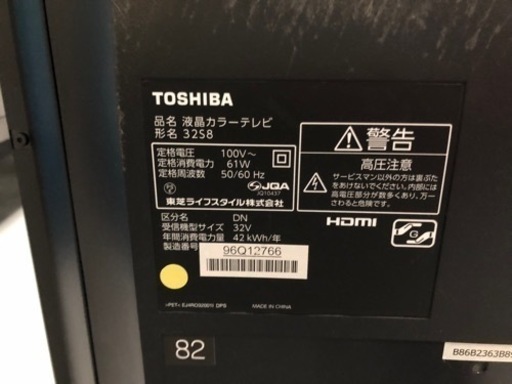 TOSHIBA
品名 液晶カラーテレビ
形名 32S8
定格電圧 100V～
定格消費電力 61W
定格周波数 50/60 Hz
JQA
JQ10437
東芝ライフスタイル株式会社
警告
高圧注意
サービスマン以外の方は裏ぶた
をあけないでください。内部には
高電圧部分が数多くあり、万一
さわると危険です。
区分名 DN
受信機型サイズ 32V
年間消費電力量 42 kWh/年
製造番号
96Q12766
HDMI
G
MADE IN CHINA
82